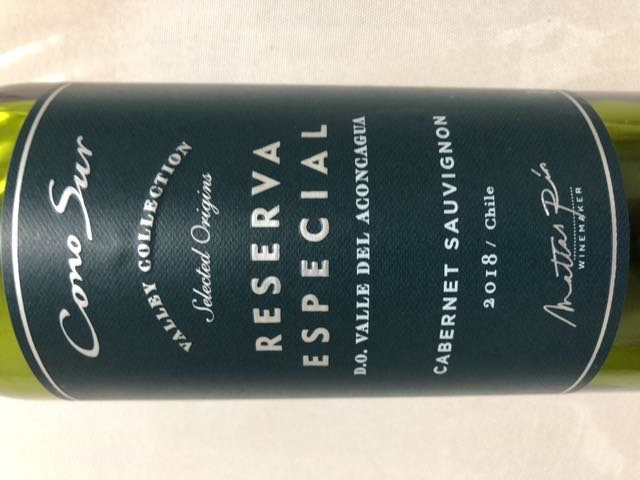 Cono Sur
VALLEY COLLECTION
Selected Origins
RESERVA
ESPECIAL
D.O. VALLE DEL ACONCAGUA
CABERNET SAUVIGNON
2018 / Chile
Matías Ríos
WINEMAKER